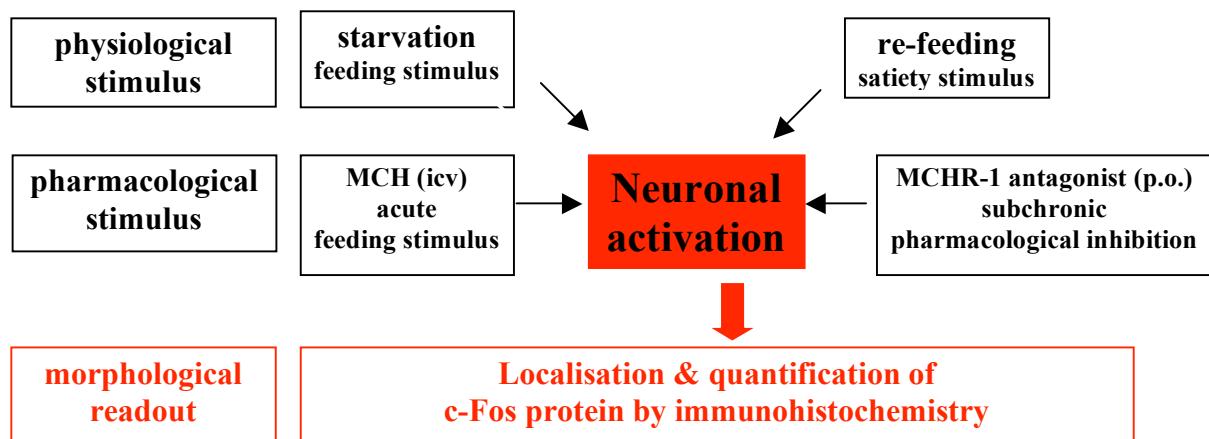 physiological
stimulus
starvation
feeding stimulus
re-feeding
satiety stimulus
pharmacological
stimulus
MCH (icv)
acute
feeding stimulus
Neuronal
activation
MCHR-1 antagonist (p.o.)
subchronic
pharmacological inhibition
morphological
readout
Localisation & quantification of
c-Fos protein by immunohistochemistry